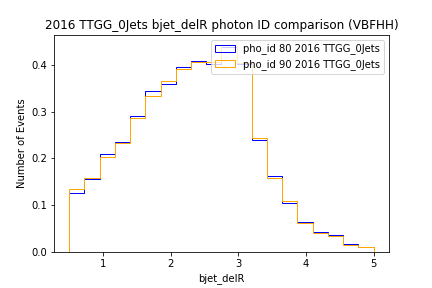 2016 TTGG_0Jets bjet_delR photon ID comparison (VBFHH)
pho_id 80 2016 TTGG_0Jets
pho_id 90 2016 TTGG_0Jets
Number of Events
0.4
0.3
0.2
0.1
0.0
1 2 3 4 5
bjet_delR